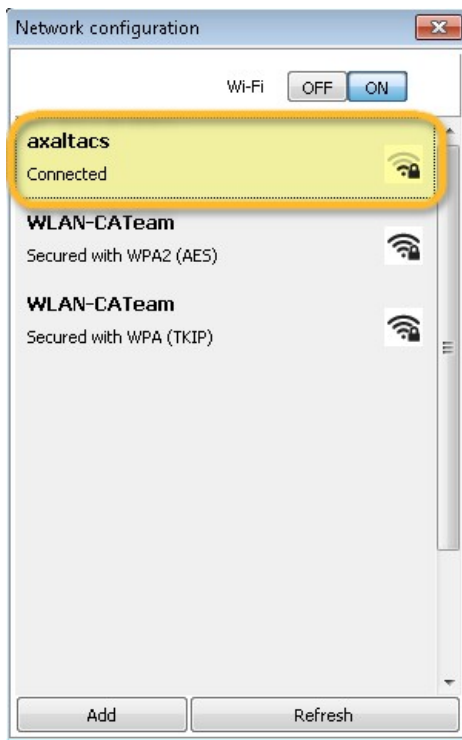 Network configuration
Wi-Fi OFF ON
axaltacs
Connected
WLAN-CATeam
Secured with WPA2 (AES)
WLAN-CATeam
Secured with WPA (TKIP)
Add Refresh